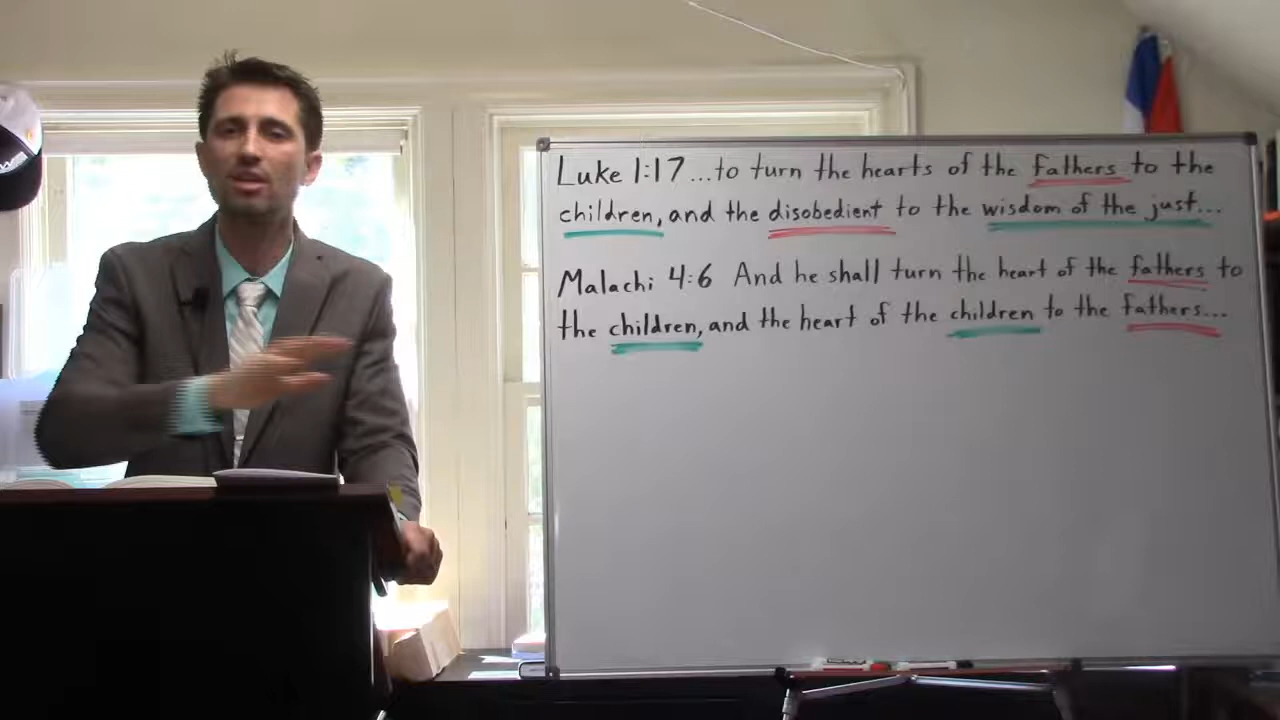 Luke 1:17 ...to turn the hearts of the fathers to the
children, and the disobedient to the wisdom of the just...
Malachi 4:6 And he shall turn the heart of the fathers to
the children, and the heart of the children to the fathers...